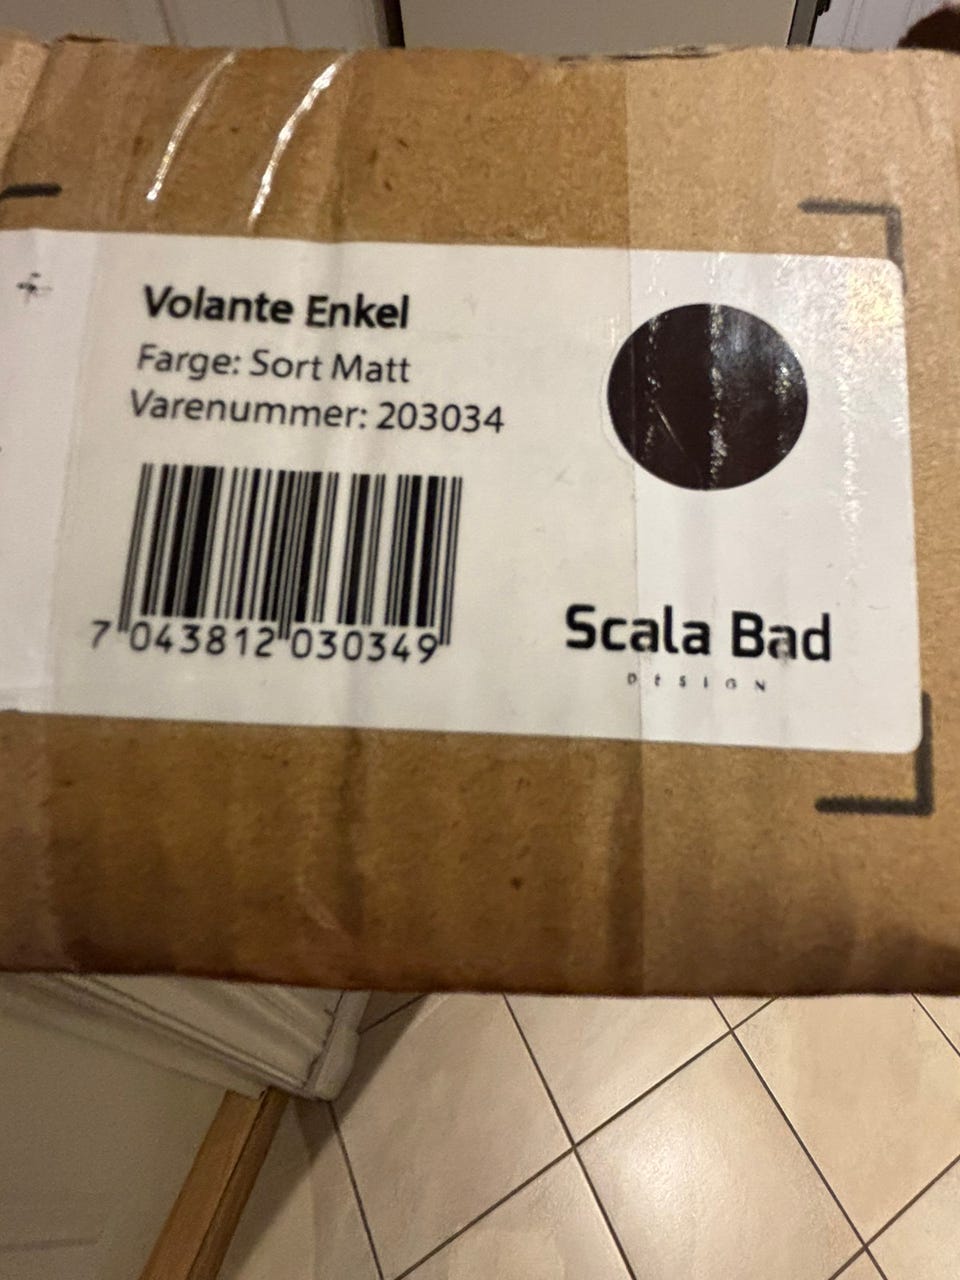 Volante Enkel
Farge: Sort Matt
Varenummer: 203034
7 043812 030349
Scala Bad
DESIGN